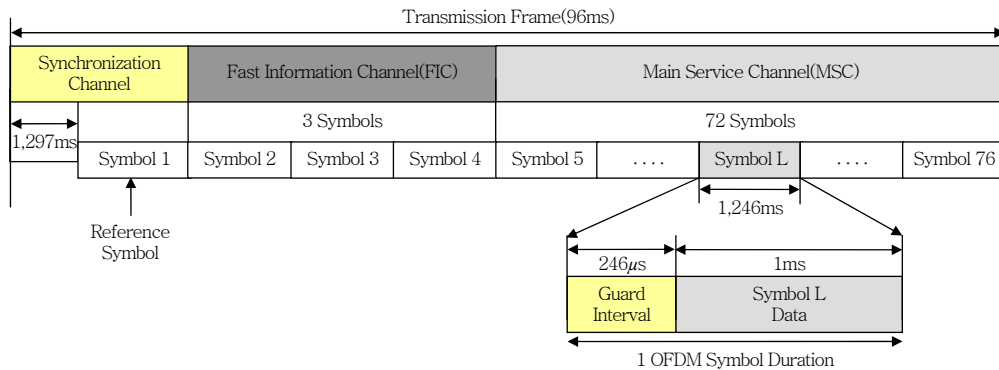 Transmission Frame(96ms)
Synchronization
Channel
Fast Information Channel(FIC)
Main Service Channel(MSC)
1,297ms
3 Symbols
72 Symbols
Symbol 1
Symbol 2
Symbol 3
Symbol 4
Symbol 5
....
Symbol L
....
Symbol 76
Reference
Symbol
1,246ms
246μs
1ms
Guard
Interval
Symbol L
Data
1 OFDM Symbol Duration